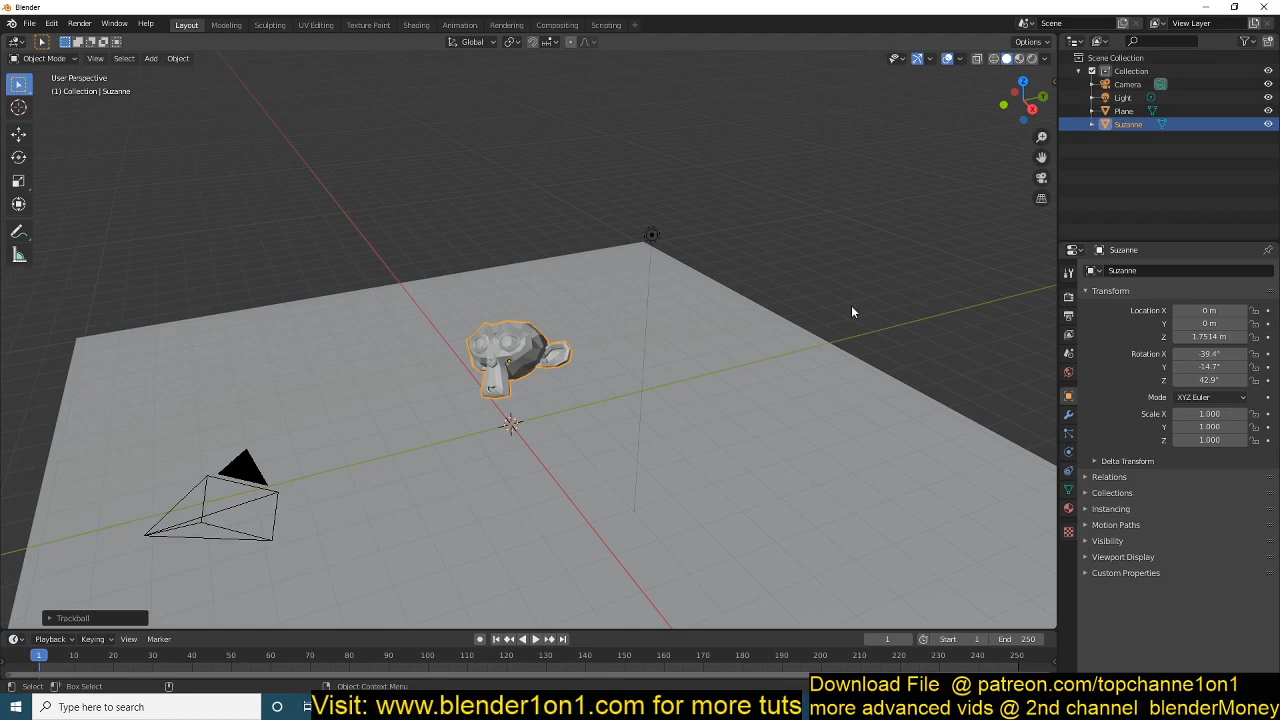 Blender
File Edit Render Window Help Layout Modeling Sculpting UV Editing Texture Paint Shading Animation Rendering Compositing Scripting + Scene View Layer
Global Options
Object Mode View Select Add Object
User Perspective
(1) Collection | Suzanne
Scene Collection
Collection
Camera
Light
Plane
Suzanne
X
Y
Z
Suzanne
Suzanne
Transform
Location X 0 m
Y 0 m
Z 1.7514 m
Rotation X -39.4°
Y -14.7°
Z 42.9°
Mode XYZ Euler
Scale X 1.000
Y 1.000
Z 1.000
Delta Transform
Relations
Collections
Instancing
Motion Paths
Visibility
Viewport Display
Custom Properties
Trackball
Playback Keying View Marker 1 Start 1 End 250
1 10 20 30 40 50 60 70 80 90 100 110 120 130 140 150 160 170 180 190 200 210 220 230 240 250
Select Box Select Object Context Menu
Type here to search
Visit: www.blender1on1.com for more tuts
Download File @ patreon.com/topchanne1on1
more advanced vids @ 2nd channel blenderMoney